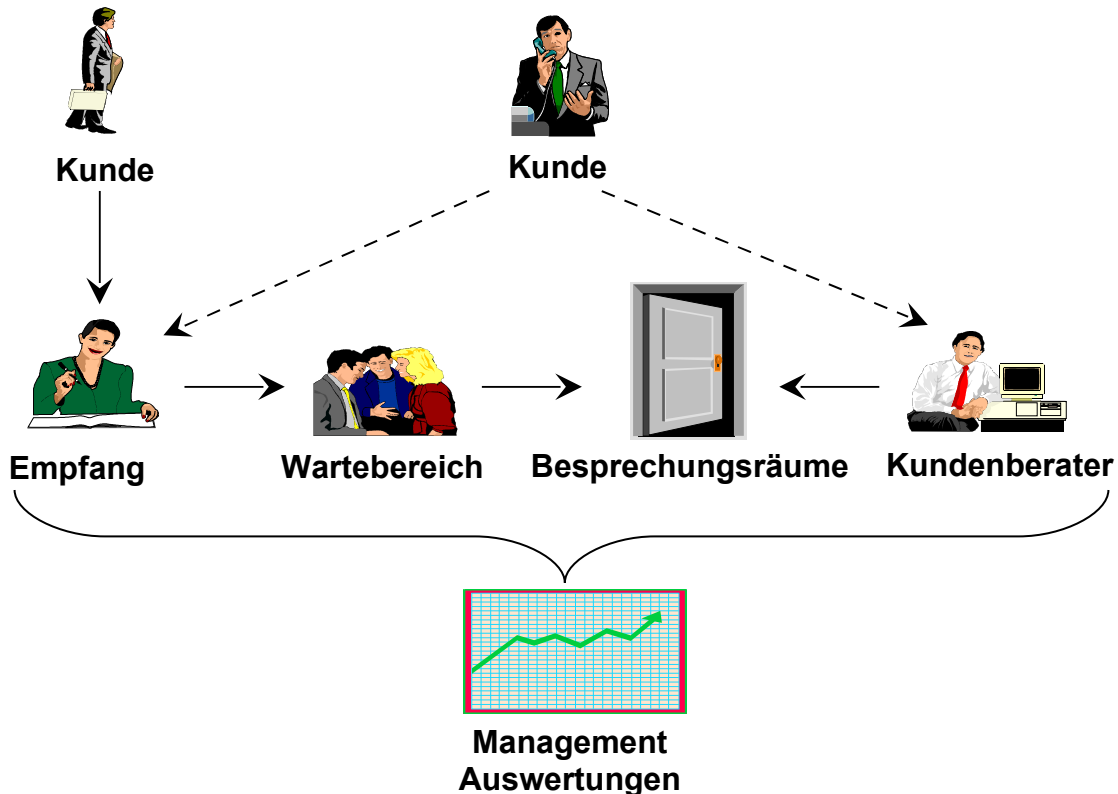 Kunde
Kunde
Empfang
Wartebereich
Besprechungsräume
Kundenberater
Management
Auswertungen